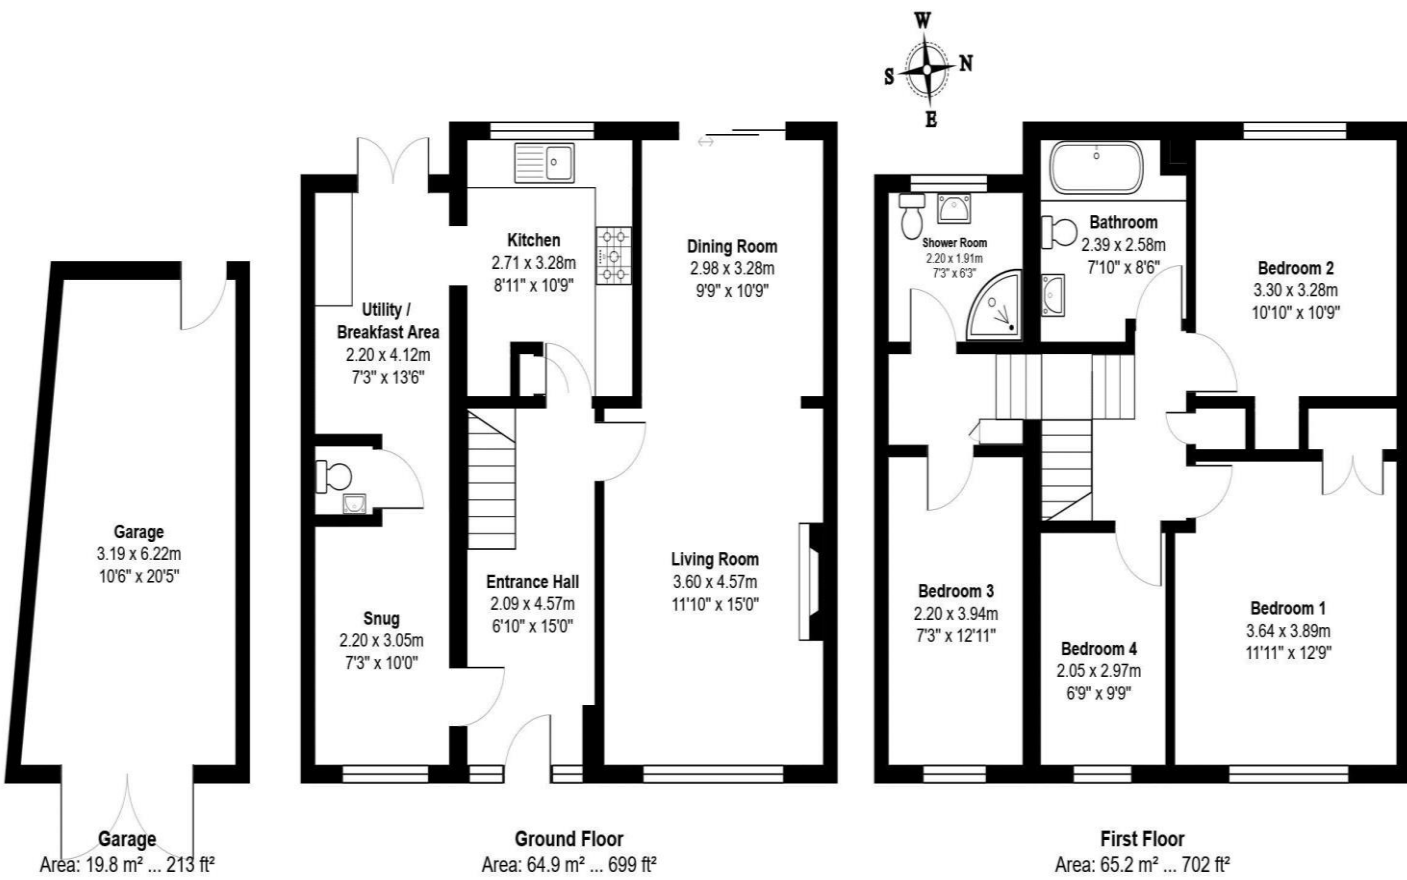 W
S
N
E
Kitchen
2.71 x 3.28m
8'11" x 10'9"
Dining Room
2.98 x 3.28m
9'9" x 10'9"
Utility /
Breakfast Area
2.20 x 4.12m
7'3" x 13'6"
Garage
3.19 x 6.22m
10'6" x 20'5"
Snug
2.20 x 3.05m
7'3" x 10'0"
Entrance Hall
2.09 x 4.57m
6'10" x 15'0"
Living Room
3.60 x 4.57m
11'10" x 15'0"
Shower Room
2.20 x 1.91m
7'3" x 6'3"
Bathroom
2.39 x 2.58m
7'10" x 8'6"
Bedroom 2
3.30 x 3.28m
10'10" x 10'9"
Bedroom 3
2.20 x 3.94m
7'3" x 12'11"
Bedroom 4
2.05 x 2.97m
6'9" x 9'9"
Bedroom 1
3.64 x 3.89m
11'11" x 12'9"
Garage
Area: 19.8 m² ... 213 ft²
Ground Floor
Area: 64.9 m² ... 699 ft²
First Floor
Area: 65.2 m² ... 702 ft²